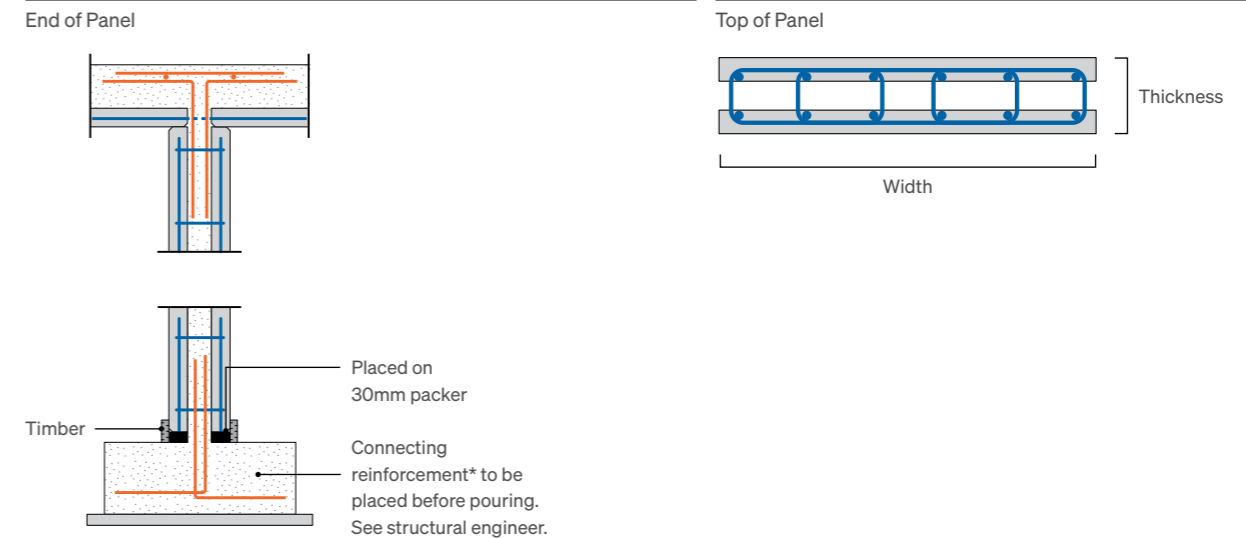 End of Panel
Top of Panel
Thickness
Width
Placed on
30mm packer
Timber
Connecting
reinforcement* to be
placed before pouring.
See structural engineer.